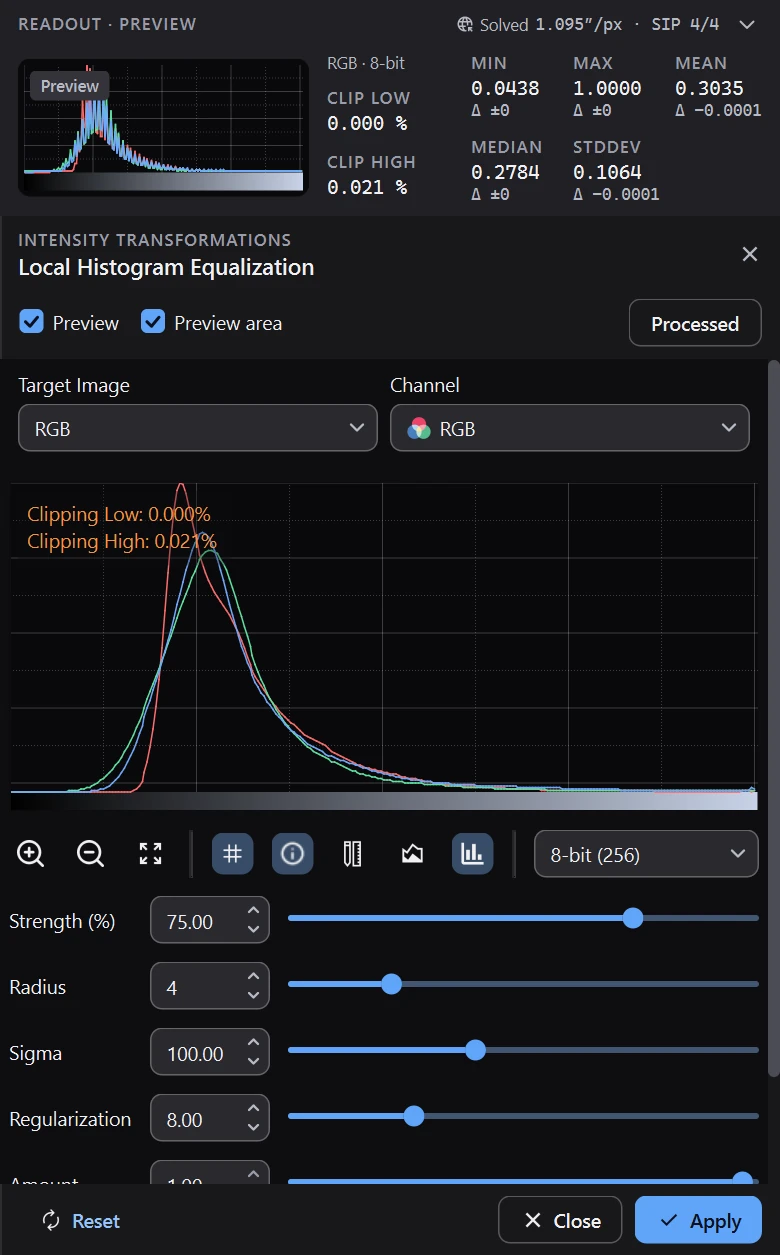 READOUT · PREVIEW
Solved 1.095″/px · SIP 4/4
Preview
RGB · 8-bit
CLIP LOW
0.000 %
CLIP HIGH
0.021 %
MIN MAX MEAN
0.0438 1.0000 0.3035
Δ ±0 Δ ±0 Δ −0.0001
MEDIAN STDDEV
0.2784 0.1064
Δ ±0 Δ −0.0001
INTENSITY TRANSFORMATIONS
Local Histogram Equalization
Preview Preview area Processed
Target Image Channel
RGB RGB
Clipping Low: 0.000%
Clipping High: 0.021%
8-bit (256)
Strength (%) 75.00
Radius 4
Sigma 100.00
Regularization 8.00
Amount 1.00
Reset Close Apply